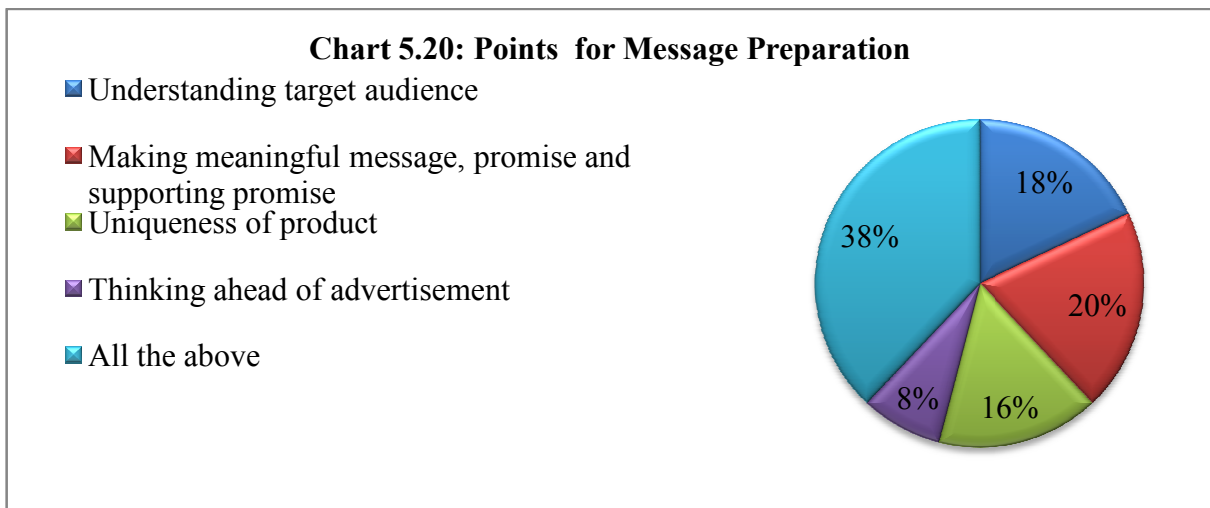 Chart 5.20: Points for Message Preparation
Understanding target audience
Making meaningful message, promise and
supporting promise
Uniqueness of product
Thinking ahead of advertisement
All the above
18%
20%
16%
8%
38%